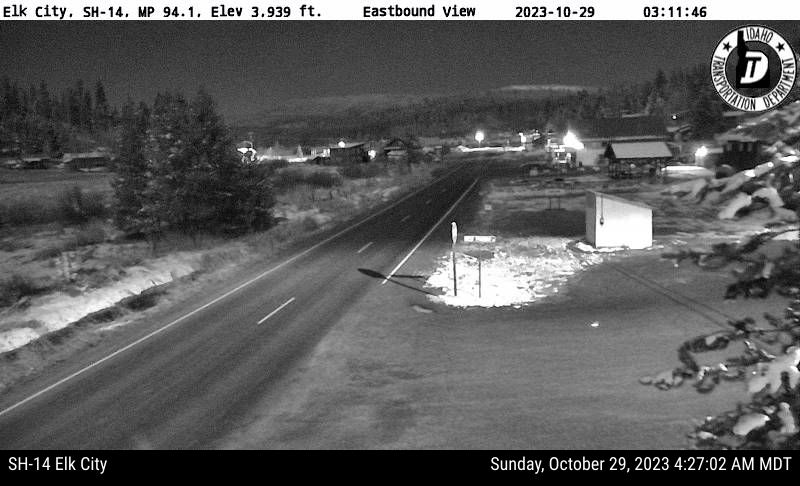 Elk City, SH-14, MP 94.1, Elev 3,939 ft. Eastbound View 2023-10-29 03:11:46
IDAHO
TRANSPORTATION DEPARTMENT
SH-14 Elk City Sunday, October 29, 2023 4:27:02 AM MDT